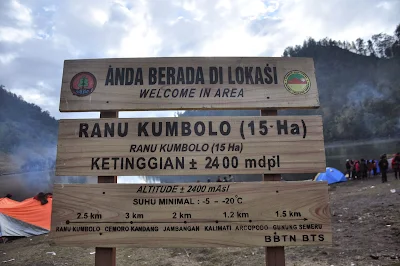 ANDA BERADA DI LOKASI
WELCOME IN AREA
RANU KUMBOLO (15 Ha)
RANU KUMBOLO (15 Ha)
KETINGGIAN ± 2400 mdpl
ALTITUDE ± 2400 mASl
SUHU MINIMAL : -5 - -20°C
2.5 km 3 km 2 km 1,2 km 1.5 km
RANU KUMBOLO CEMORO KANDANG JAMBANGAN KALIMATI ARCOPODO GUNUNG SEMERU
BBTN BTS